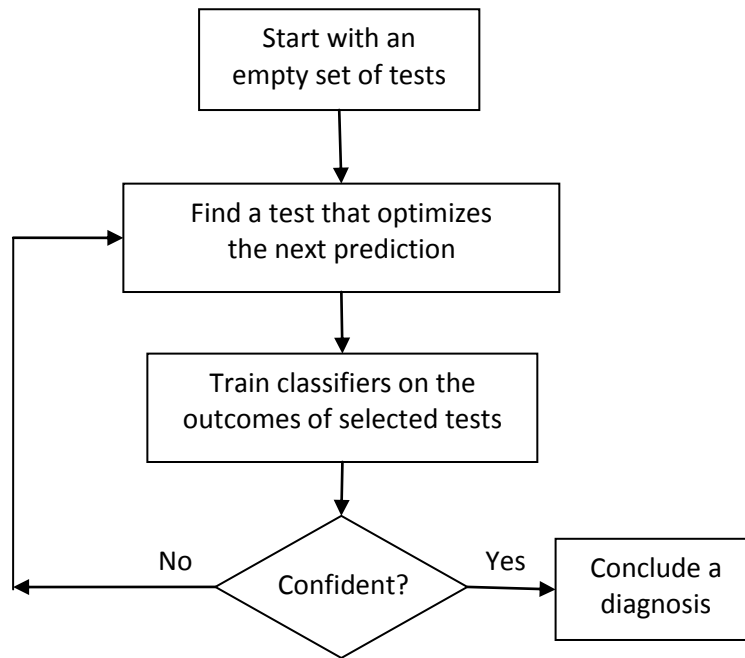 Start with an
empty set of tests
Find a test that optimizes
the next prediction
Train classifiers on the
outcomes of selected tests
No
Confident?
Yes
Conclude a
diagnosis